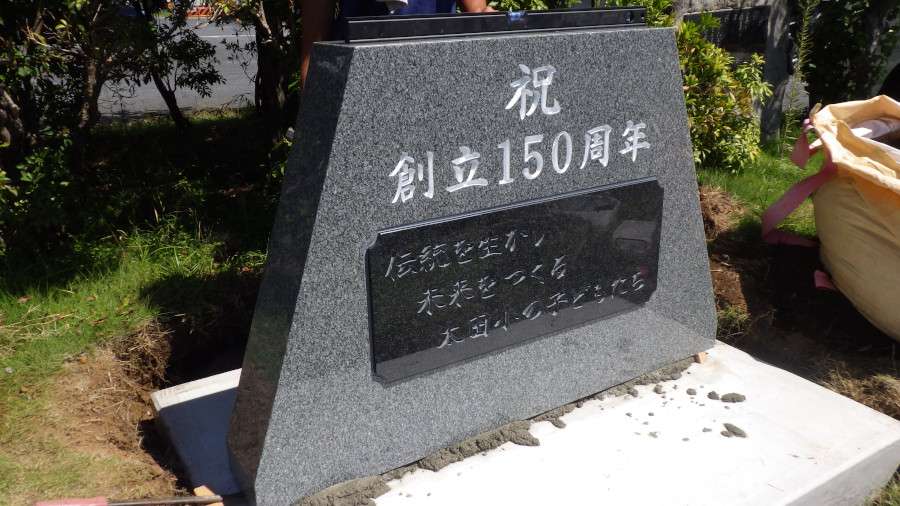 祝
創立150周年
伝統を生かし
未来をつくる
太田小の子どもたち